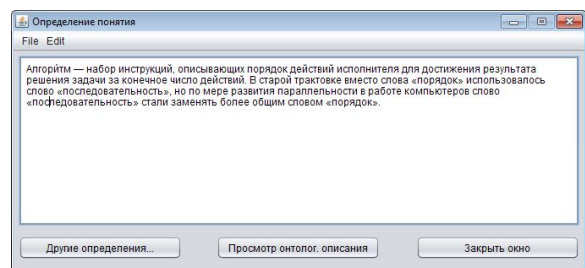 Определение понятия
File Edit
Алгори́тм — набор инструкций, описывающих порядок действий исполнителя для достижения результата
решения задачи за конечное число действий. В старой трактовке вместо слова «порядок» использовалось
слово «последовательность», но по мере развития параллельности в работе компьютеров слово
«последовательность» стали заменять более общим словом «порядок».
Другие определения... Просмотр онтолог. описания Закрыть окно